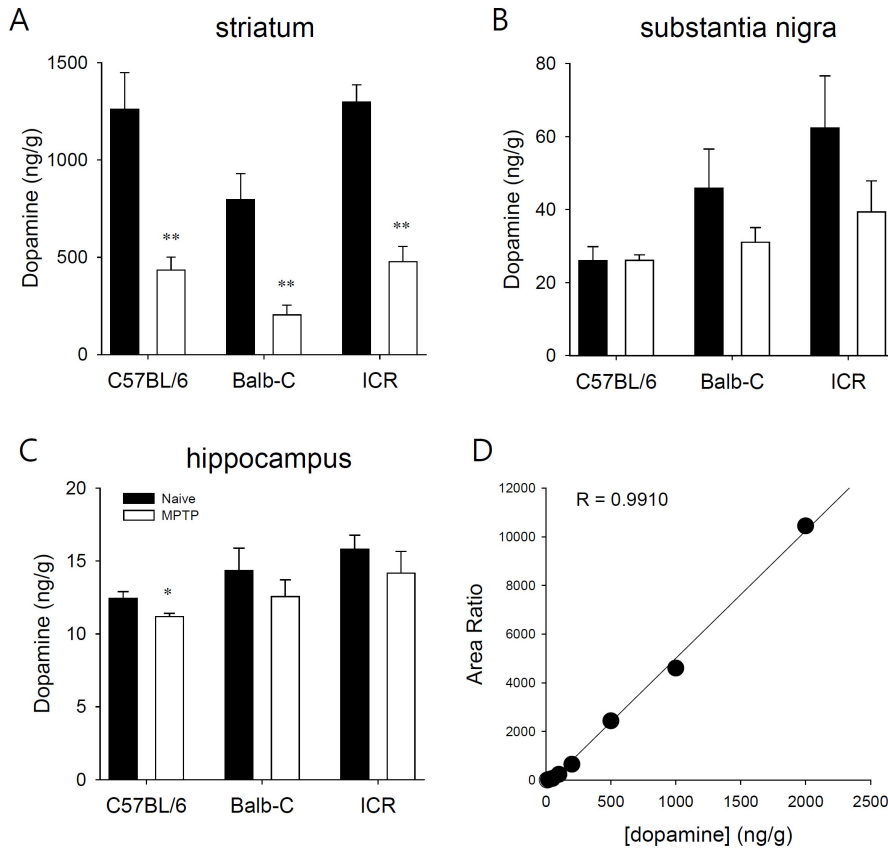 A
striatum
Dopamine (ng/g)
1500
1000
500
0
**
**
**
C57BL/6
Balb-C
ICR
B
substantia nigra
Dopamine (ng/g)
80
60
40
20
0
C57BL/6
Balb-C
ICR
C
hippocampus
Dopamine (ng/g)
20
15
10
5
0
Naive
MPTP
*
C57BL/6
Balb-C
ICR
D
R = 0.9910
Area Ratio
12000
10000
8000
6000
4000
2000
0
0 500 1000 1500 2000 2500
[dopamine] (ng/g)